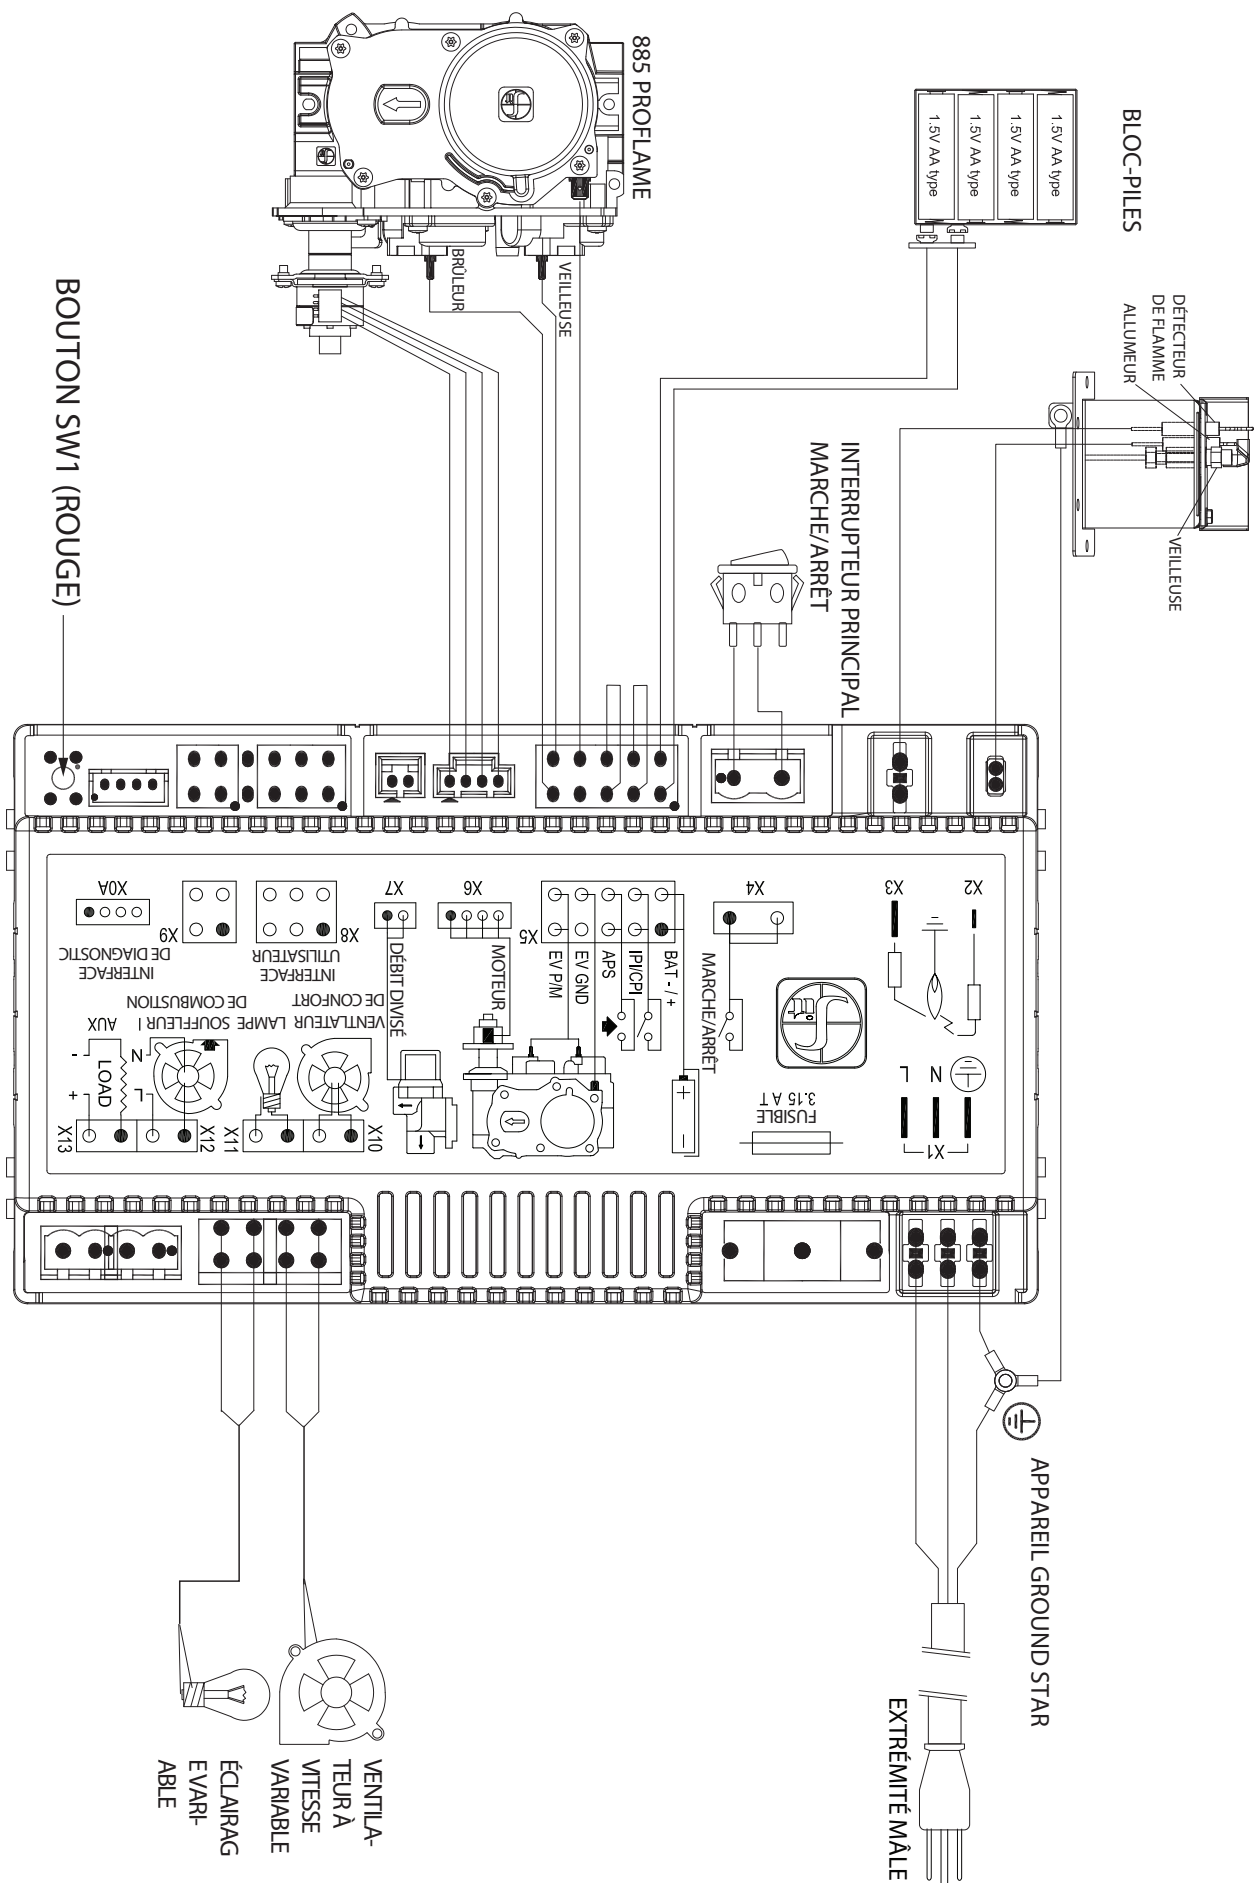 885 PROFLAME
BRÛLEUR
VEILLEUSE
BLOC-PILES
1.5V AA type
1.5V AA type
1.5V AA type
1.5V AA type
DÉTECTEUR
DE FLAMME
ALLUMEUR
VEILLEUSE
INTERRUPTEUR PRINCIPAL
MARCHE/ARRÊT
BOUTON SW1 (ROUGE)
X0A
INTERFACE
DE DIAGNOSTIC
X9
X8
INTERFACE
UTILISATEUR
X7
DÉBIT DIVISÉ
X6
MOTEUR
X5
EV P/M
EV GND
APS
IPI/CPI
BAT - / +
X4
MARCHE/ARRÊT
X3
X2
FUSIBLE
3.15 A T
L
N
X1
AUX
-
+
LOAD
X13
SOUFFLEUR I
DE COMBUSTION
N
L
X12
LAMPE
X11
VENTILATEUR
DE CONFORT
X10
+
-
APPAREIL GROUND STAR
EXTRÉMITÉ MÂLE
VENTILA-
TEUR À
VITESSE
VARIABLE
ÉCLAIRAG
E VARI-
ABLE